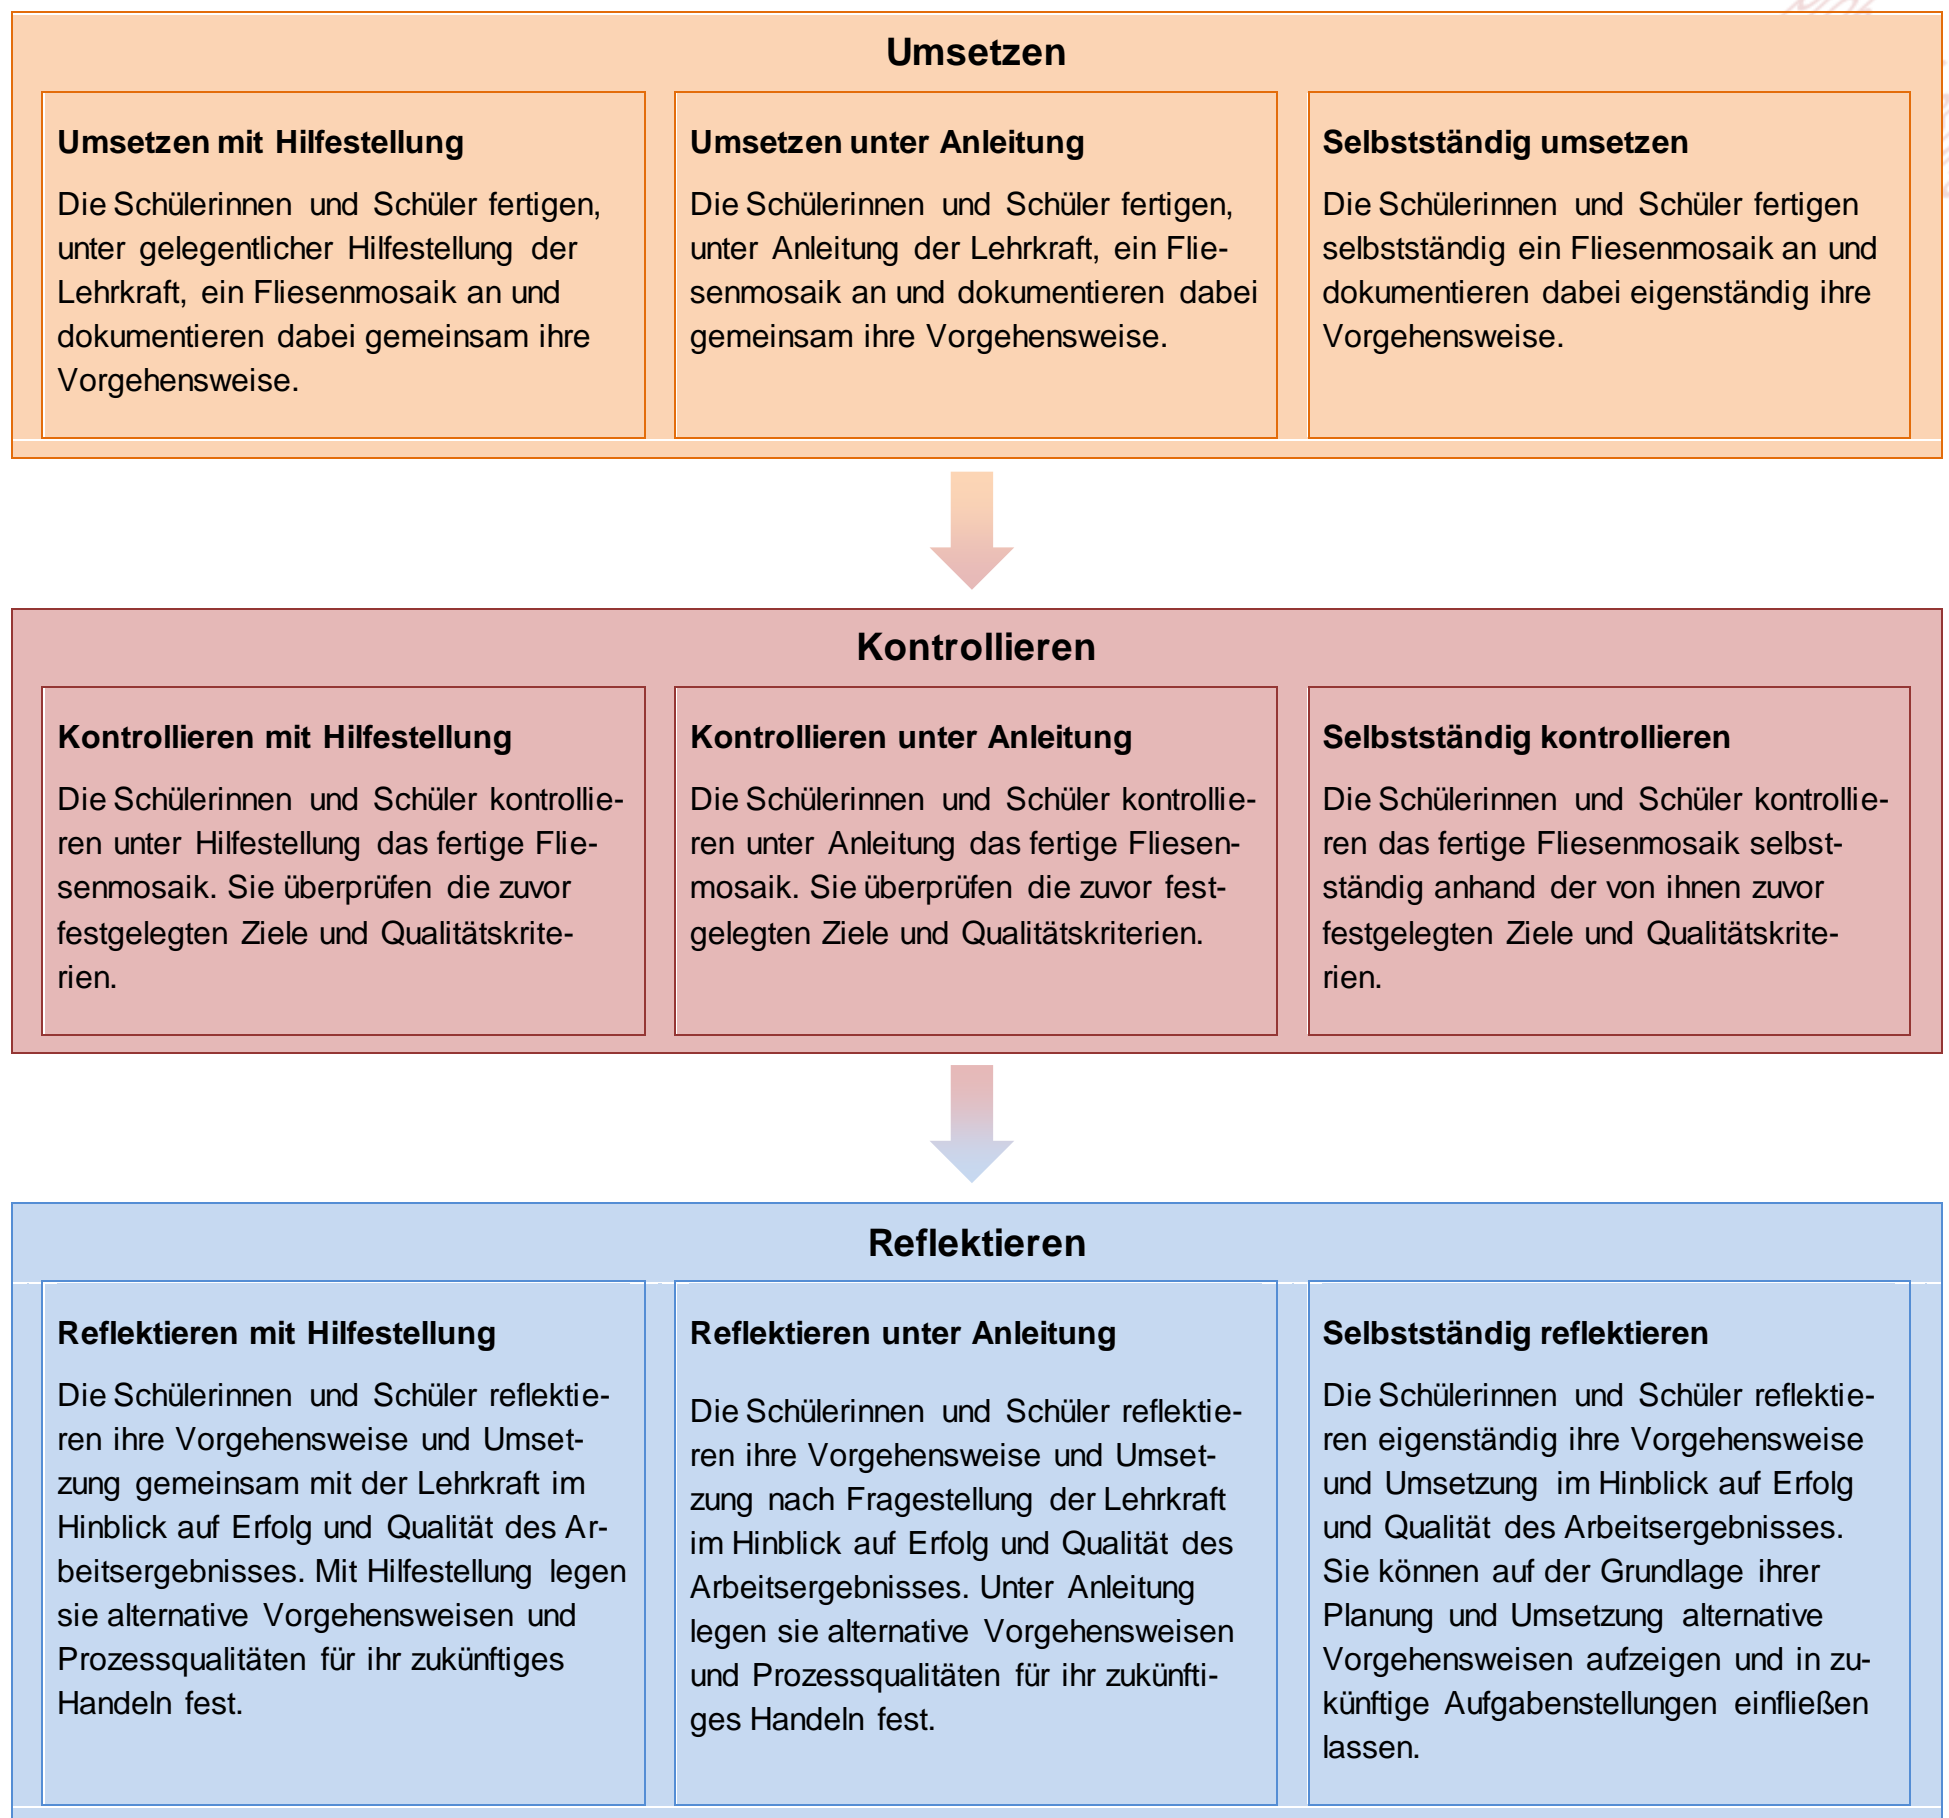 Umsetzen
Umsetzen mit Hilfestellung
Die Schülerinnen und Schüler fertigen,
unter gelegentlicher Hilfestellung der
Lehrkraft, ein Fliesenmosaik an und
dokumentieren dabei gemeinsam ihre
Vorgehensweise.
Umsetzen unter Anleitung
Die Schülerinnen und Schüler fertigen,
unter Anleitung der Lehrkraft, ein Flie-
senmosaik an und dokumentieren dabei
gemeinsam ihre Vorgehensweise.
Selbstständig umsetzen
Die Schülerinnen und Schüler fertigen
selbstständig ein Fliesenmosaik an und
dokumentieren dabei eigenständig ihre
Vorgehensweise.
Kontrollieren
Kontrollieren mit Hilfestellung
Die Schülerinnen und Schüler kontrollie-
ren unter Hilfestellung das fertige Flie-
senmosaik. Sie überprüfen die zuvor
festgelegten Ziele und Qualitätskrite-
rien.
Kontrollieren unter Anleitung
Die Schülerinnen und Schüler kontrollie-
ren unter Anleitung das fertige Fliesen-
mosaik. Sie überprüfen die zuvor fest-
gelegten Ziele und Qualitätskriterien.
Selbstständig kontrollieren
Die Schülerinnen und Schüler kontrollie-
ren das fertige Fliesenmosaik selbst-
ständig anhand der von ihnen zuvor
festgelegten Ziele und Qualitätskrite-
rien.
Reflektieren
Reflektieren mit Hilfestellung
Die Schülerinnen und Schüler reflektie-
ren ihre Vorgehensweise und Umset-
zung gemeinsam mit der Lehrkraft im
Hinblick auf Erfolg und Qualität des Ar-
beitsergebnisses. Mit Hilfestellung legen
sie alternative Vorgehensweisen und
Prozessqualitäten für ihr zukünftiges
Handeln fest.
Reflektieren unter Anleitung
Die Schülerinnen und Schüler reflektie-
ren ihre Vorgehensweise und Umset-
zung nach Fragestellung der Lehrkraft
im Hinblick auf Erfolg und Qualität des
Arbeitsergebnisses. Unter Anleitung
legen sie alternative Vorgehensweisen
und Prozessqualitäten für ihr zukünfti-
ges Handeln fest.
Selbstständig reflektieren
Die Schülerinnen und Schüler reflektie-
ren eigenständig ihre Vorgehensweise
und Umsetzung im Hinblick auf Erfolg
und Qualität des Arbeitsergebnisses.
Sie können auf der Grundlage ihrer
Planung und Umsetzung alternative
Vorgehensweisen aufzeigen und in zu-
künftige Aufgabenstellungen einfließen
lassen.